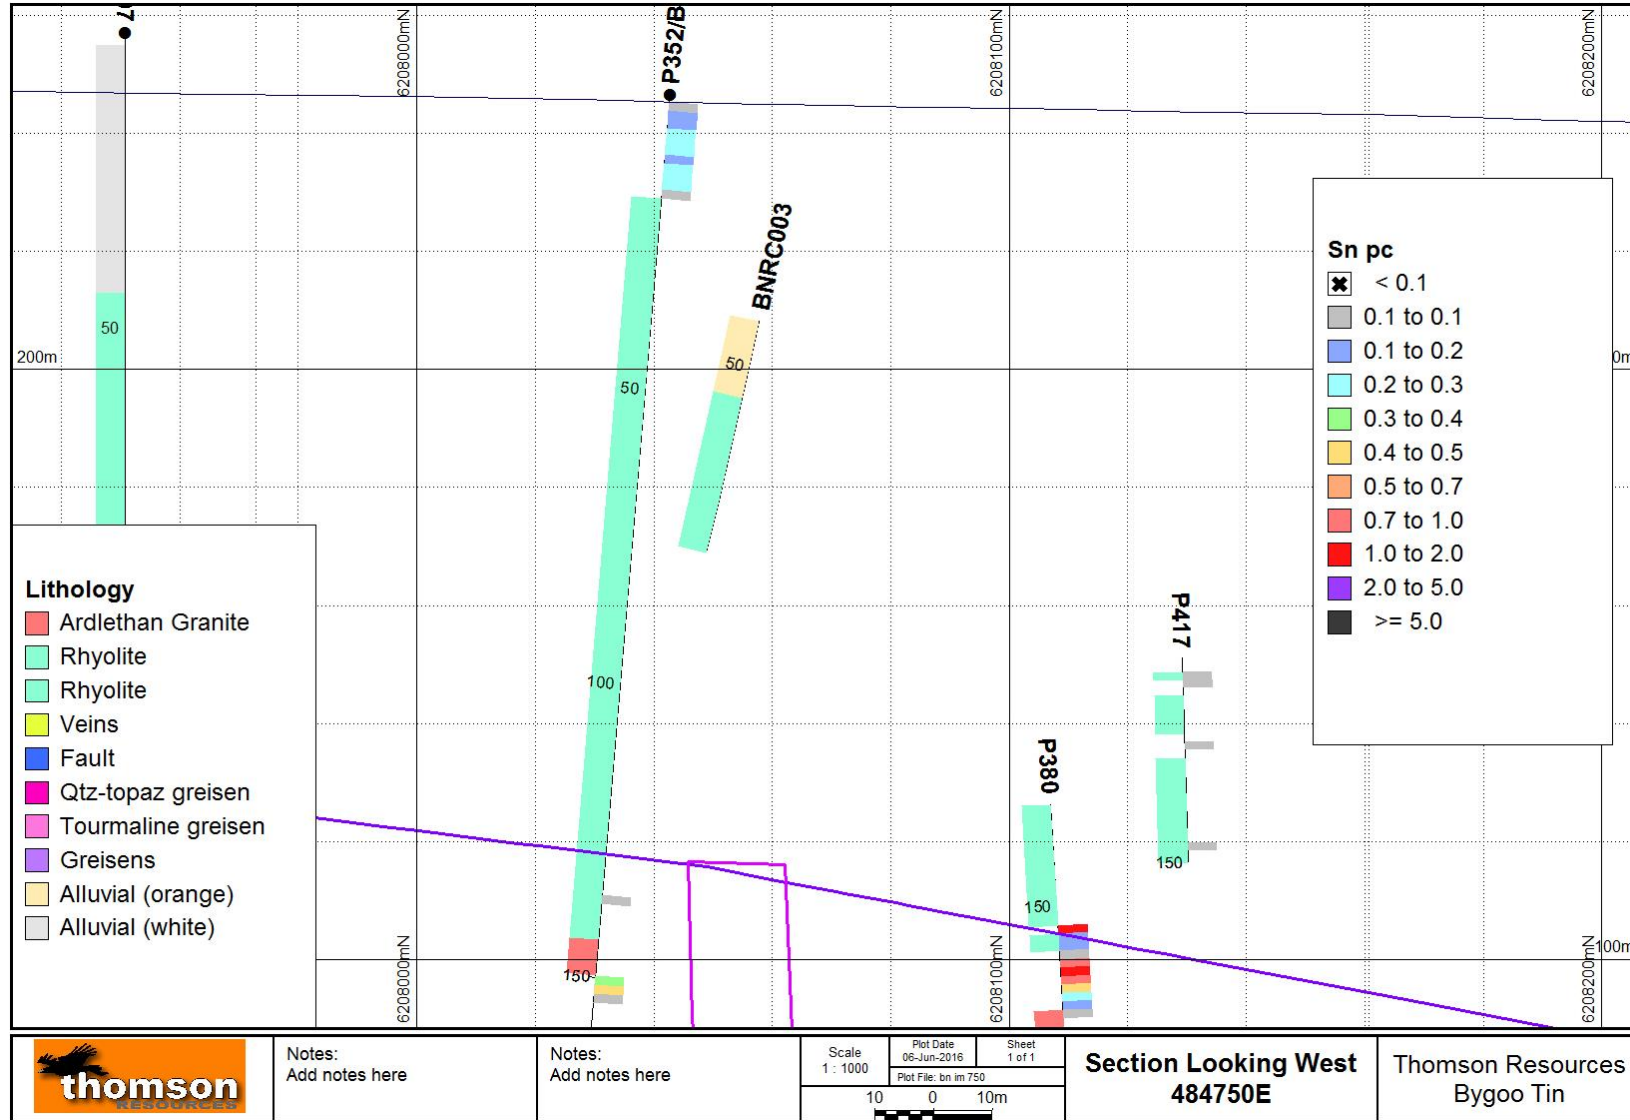 07
6208000mN
P352/B
6208100mN
6208200mN
BNRC003
50
200m
50
50
0m
Sn pc
< 0.1
0.1 to 0.1
0.1 to 0.2
0.2 to 0.3
0.3 to 0.4
0.4 to 0.5
0.5 to 0.7
0.7 to 1.0
1.0 to 2.0
2.0 to 5.0
>= 5.0
Lithology
Ardlethan Granite
Rhyolite
Rhyolite
Veins
Fault
Qtz-topaz greisen
Tourmaline greisen
Greisens
Alluvial (orange)
Alluvial (white)
100
P417
P380
150
150
150
6208000mN
6208100mN
6208200mN
100m
thomson
RESOURCES
Notes:
Add notes here
Notes:
Add notes here
Scale
1 : 1000
Plot Date
06-Jun-2016
Sheet
1 of 1
Plot File: bn im 750
10 0 10m
Section Looking West
484750E
Thomson Resources
Bygoo Tin